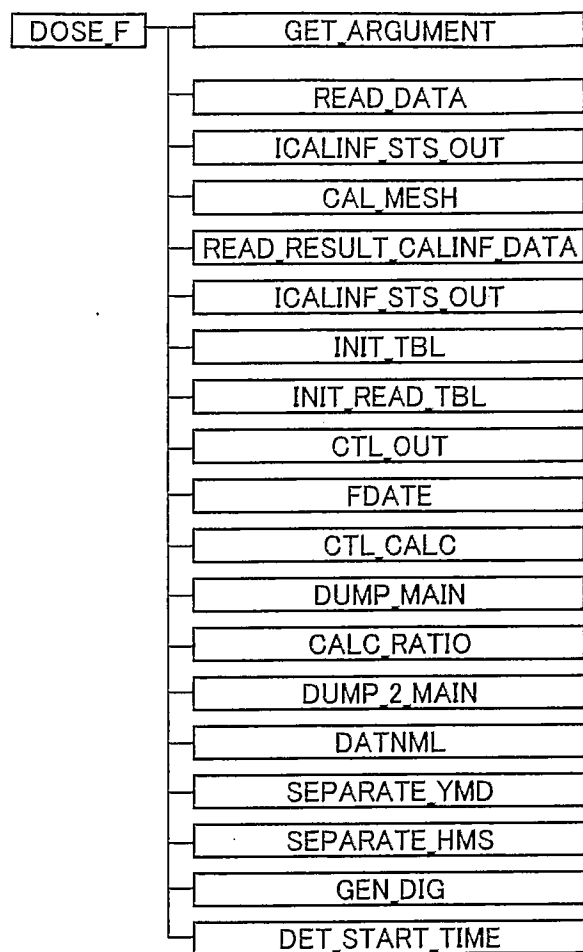 DOSE_F
GET_ARGUMENT
READ_DATA
ICALINF_STS_OUT
CAL_MESH
READ_RESULT_CALINF_DATA
ICALINF_STS_OUT
INIT_TBL
INIT_READ_TBL
CTL_OUT
FDATE
CTL_CALC
DUMP_MAIN
CALC_RATIO
DUMP_2_MAIN
DATNML
SEPARATE_YMD
SEPARATE_HMS
GEN_DIG
DET_START_TIME